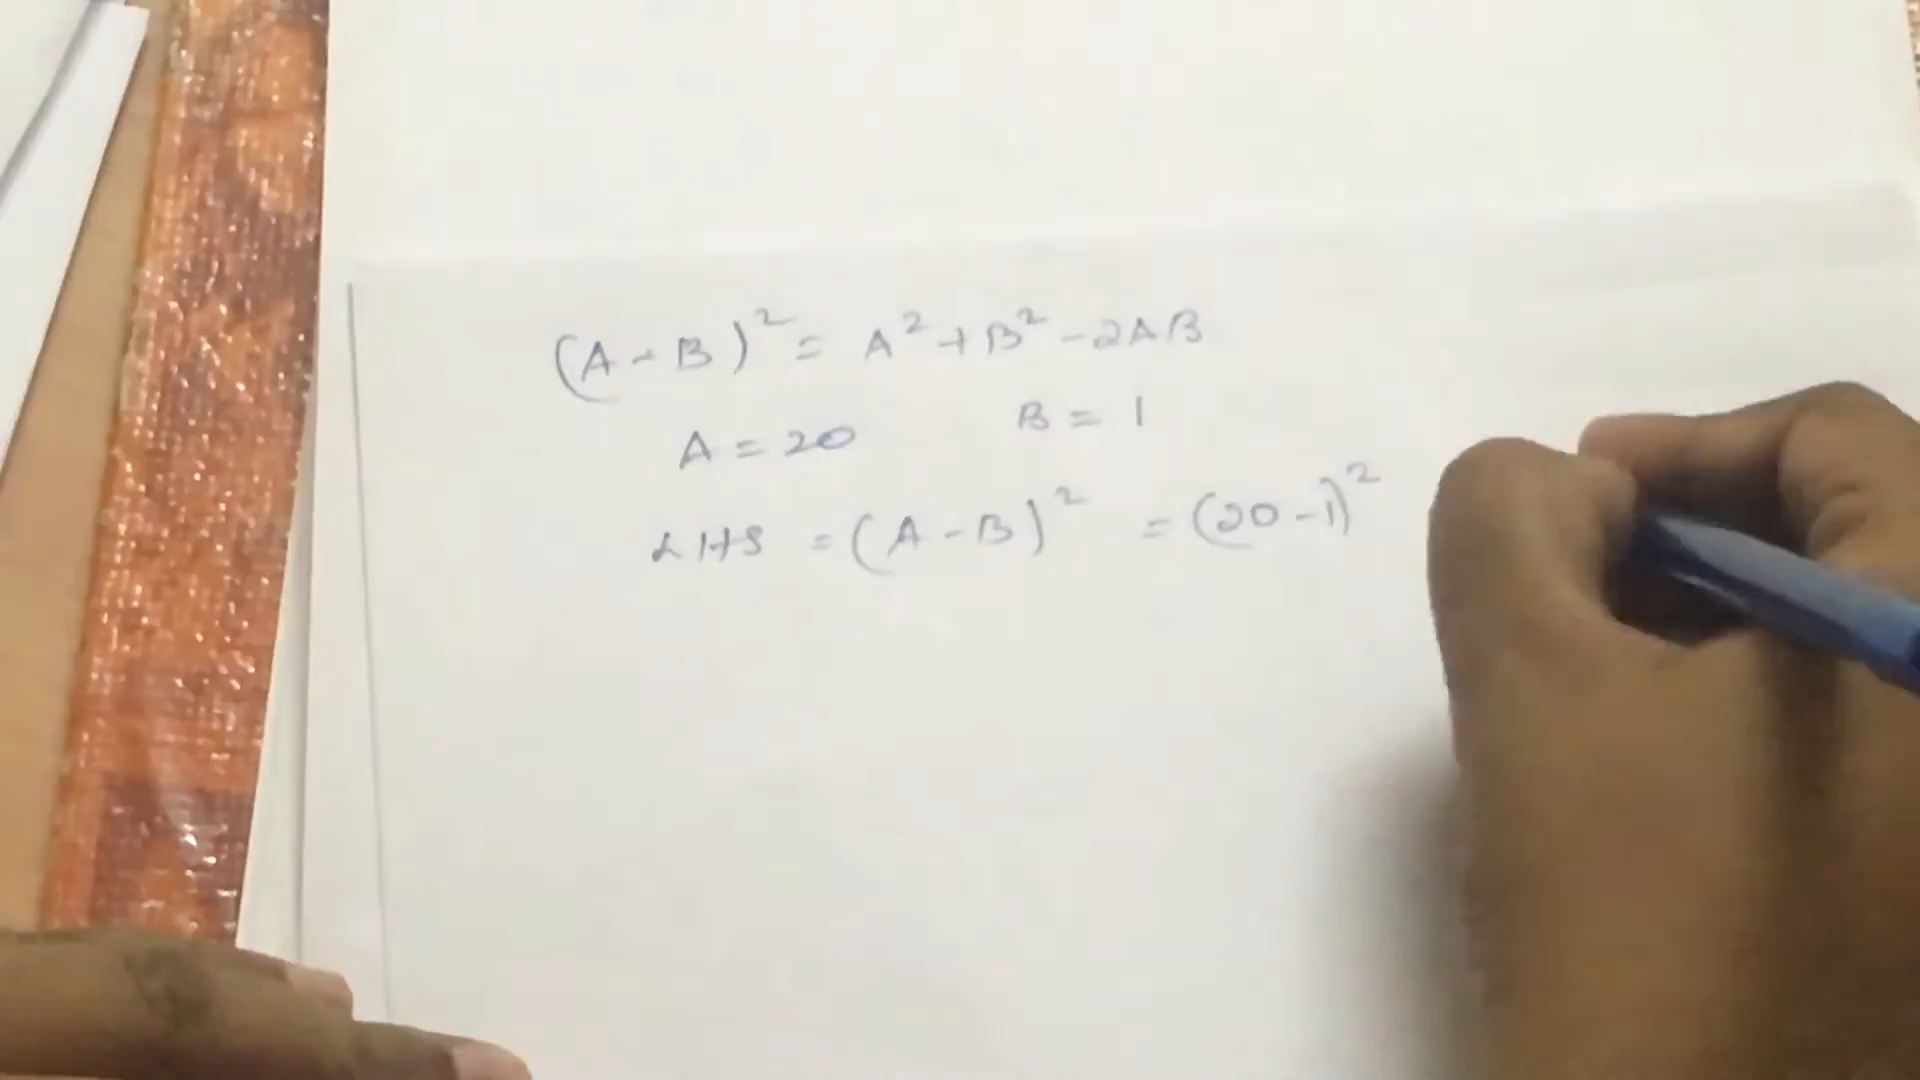 (A - B)² = A² + B² - 2AB
A = 20 B = 1
LHS = (A - B)² = (20 - 1)²